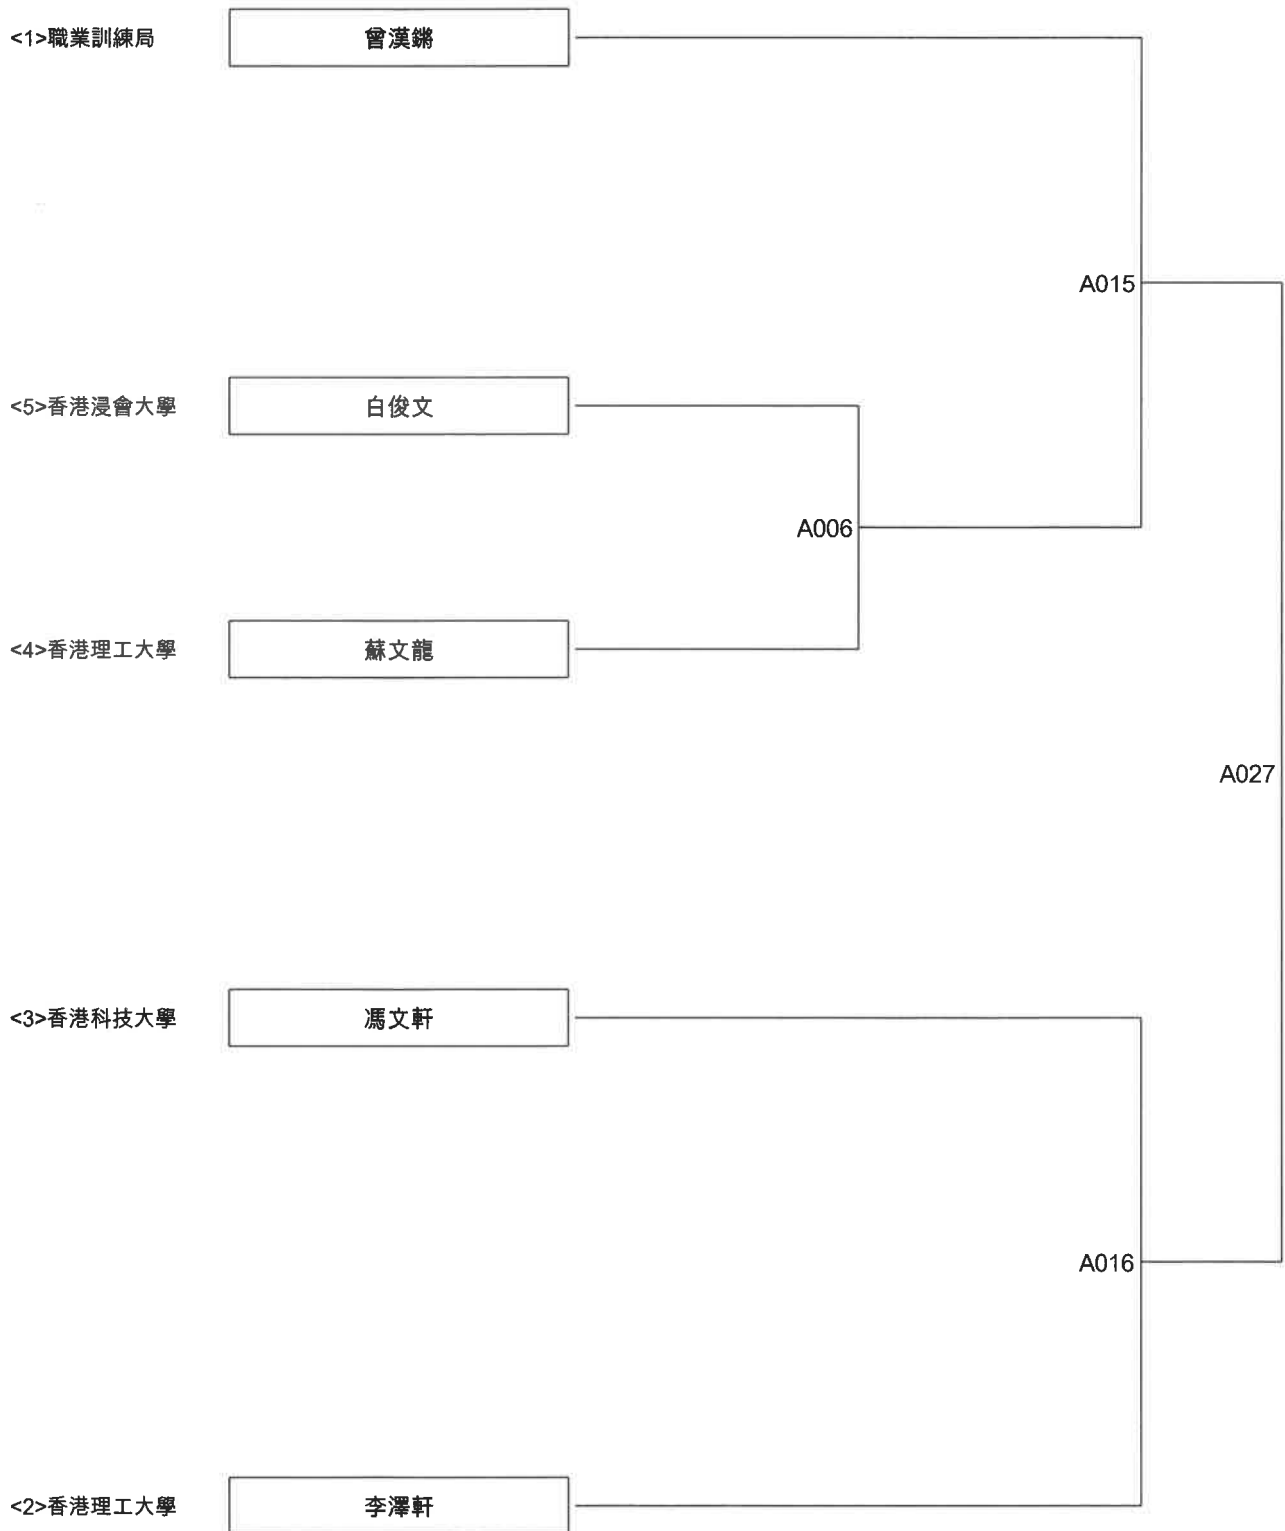 <1>職業訓練局 曾漢鏘
A015
<5>香港浸會大學 白俊文
A006
<4>香港理工大學 蘇文龍
A027
<3>香港科技大學 馮文軒
A016
<2>香港理工大學 李澤軒